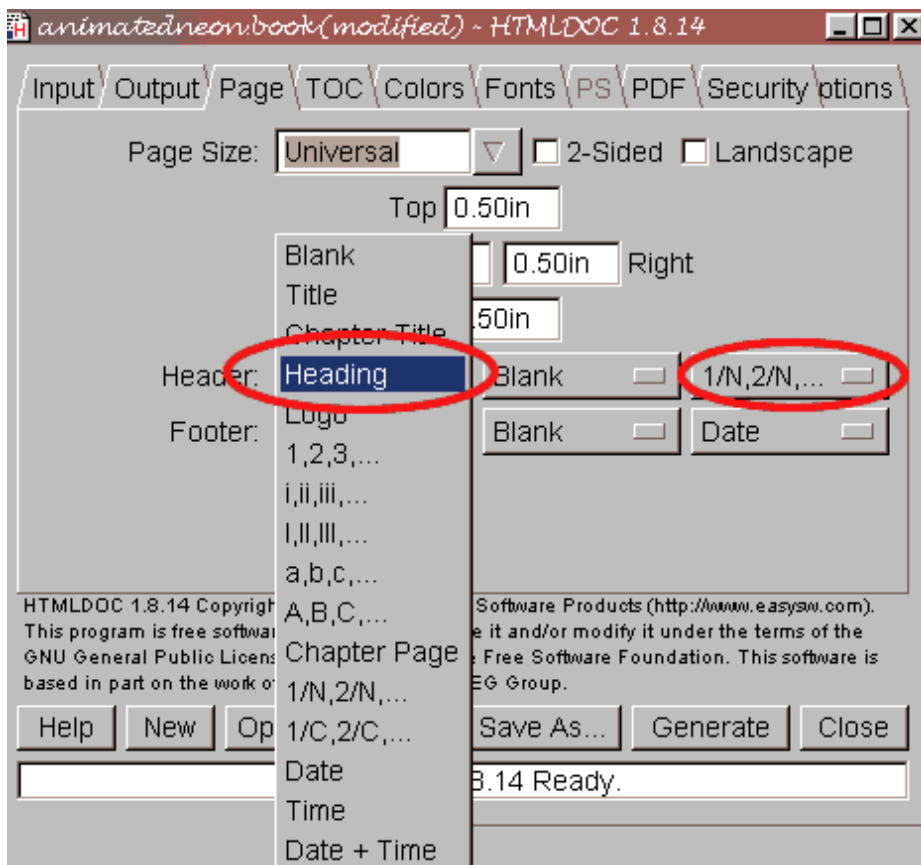 animatedneon.book(modified) - HTMLDOC 1.8.14
Input Output Page TOC Colors Fonts PS PDF Security ptions
Page Size: Universal 2-Sided Landscape
Top 0.50in
Blank
0.50in Right
Title
.50in
Chapter Title
Header: Heading Blank 1/N,2/N,...
Logo
Footer: Blank Date
1,2,3,...
i,ii,iii,...
I,II,III,...
a,b,c,...
A,B,C,...
Chapter Page
1/N,2/N,...
1/C,2/C,...
Date
Time
Date + Time
HTMLDOC 1.8.14 Copyrigh Software Products (http://www.easysw.com).
This program is free softwar e it and/or modify it under the terms of the
GNU General Public Licens Free Software Foundation. This software is
based in part on the work o EG Group.
Help New Op Save As... Generate Close
8.14 Ready.